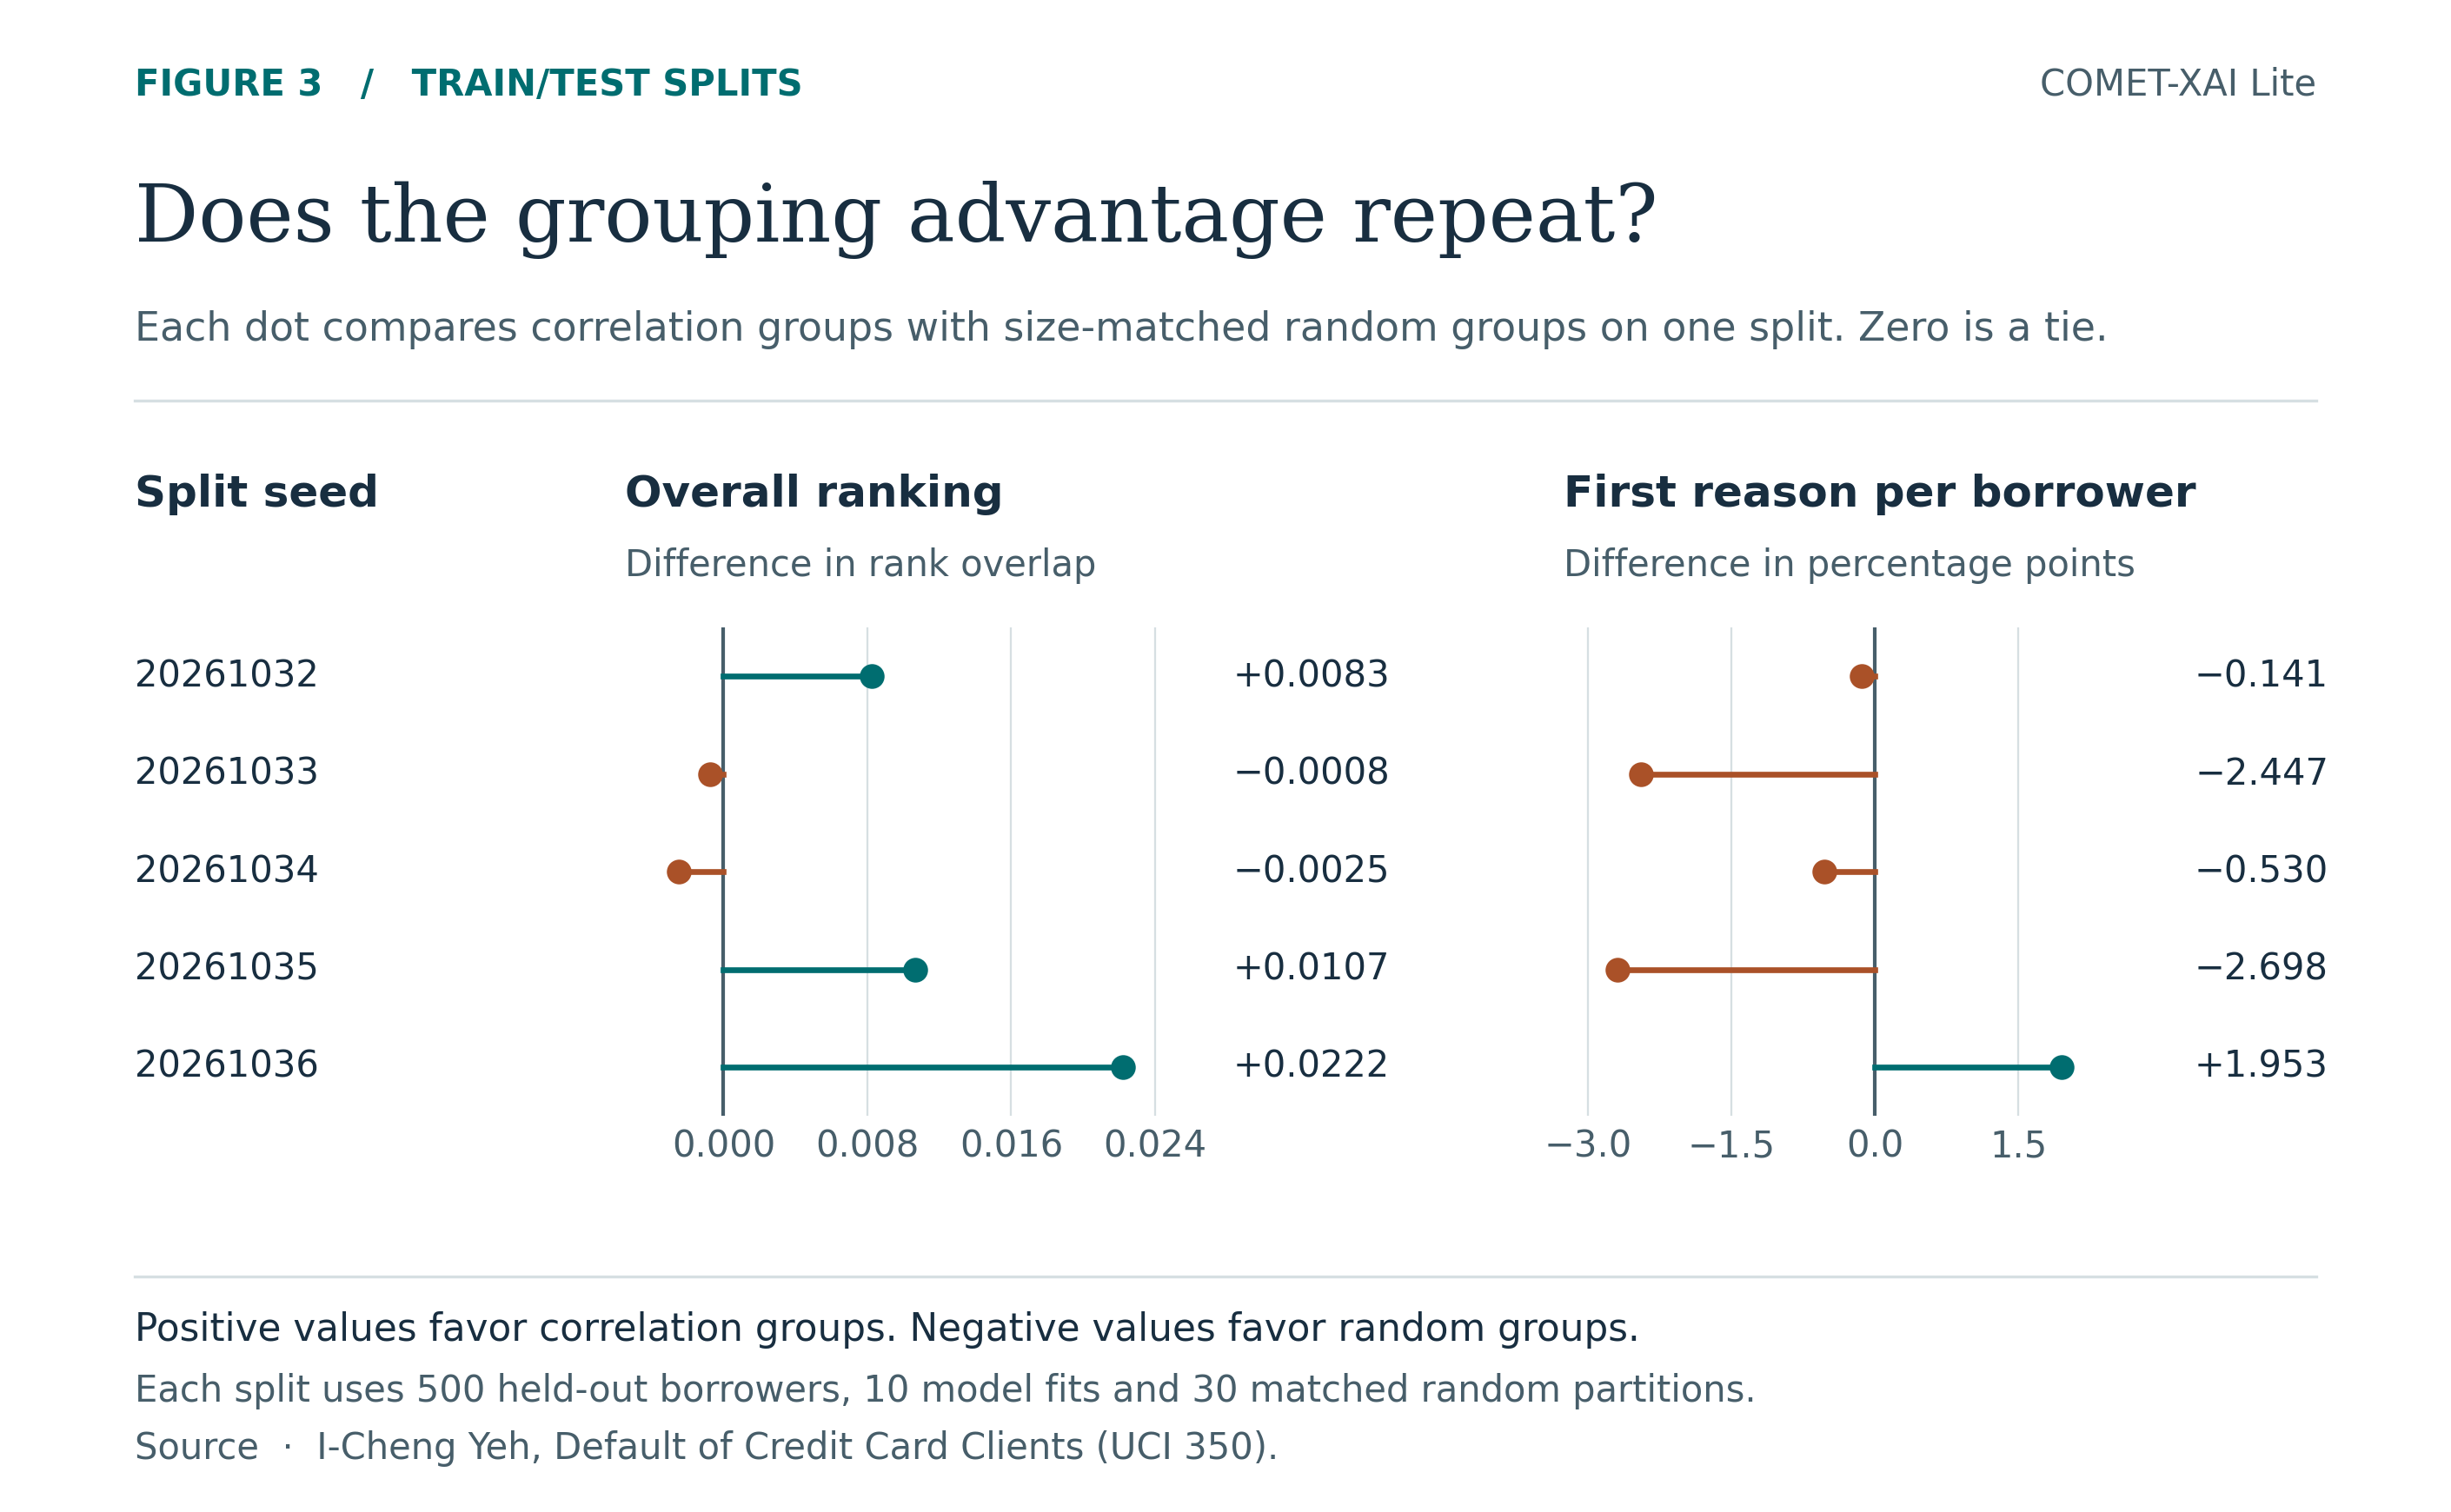 FIGURE 3 / TRAIN/TEST SPLITS COMET-XAI Lite
Does the grouping advantage repeat?
Each dot compares correlation groups with size-matched random groups on one split. Zero is a tie.
Split seed Overall ranking First reason per borrower
Difference in rank overlap Difference in percentage points
20261032 +0.0083 −0.141
20261033 −0.0008 −2.447
20261034 −0.0025 −0.530
20261035 +0.0107 −2.698
20261036 +0.0222 +1.953
0.000 0.008 0.016 0.024 −3.0 −1.5 0.0 1.5
Positive values favor correlation groups. Negative values favor random groups.
Each split uses 500 held-out borrowers, 10 model fits and 30 matched random partitions.
Source · I-Cheng Yeh, Default of Credit Card Clients (UCI 350).